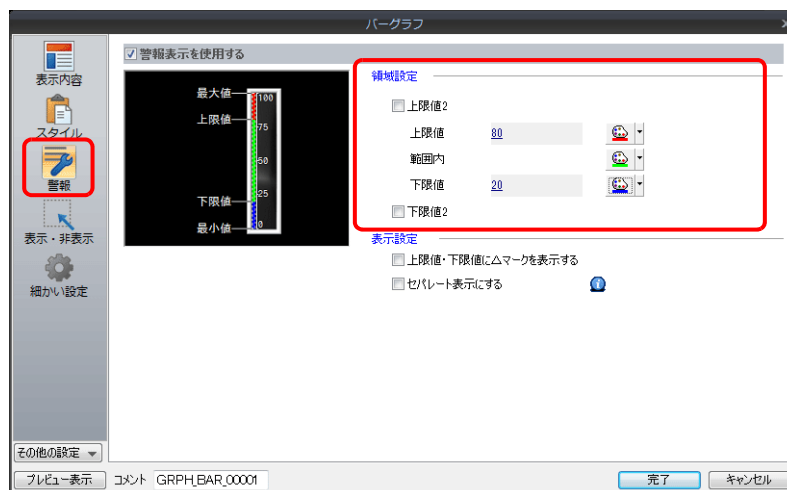 バーグラフ
表示内容
スタイル
警報
表示・非表示
細かい設定
その他の設定
警報表示を使用する
最大値
上限値
下限値
最小値
100
75
50
25
0
領域設定
上限値2
上限値 80
範囲内
下限値 20
下限値2
表示設定
上限値・下限値に△マークを表示する
セパレート表示にする
プレビュー表示 コメント GRPH_BAR_00001 完了 キャンセル